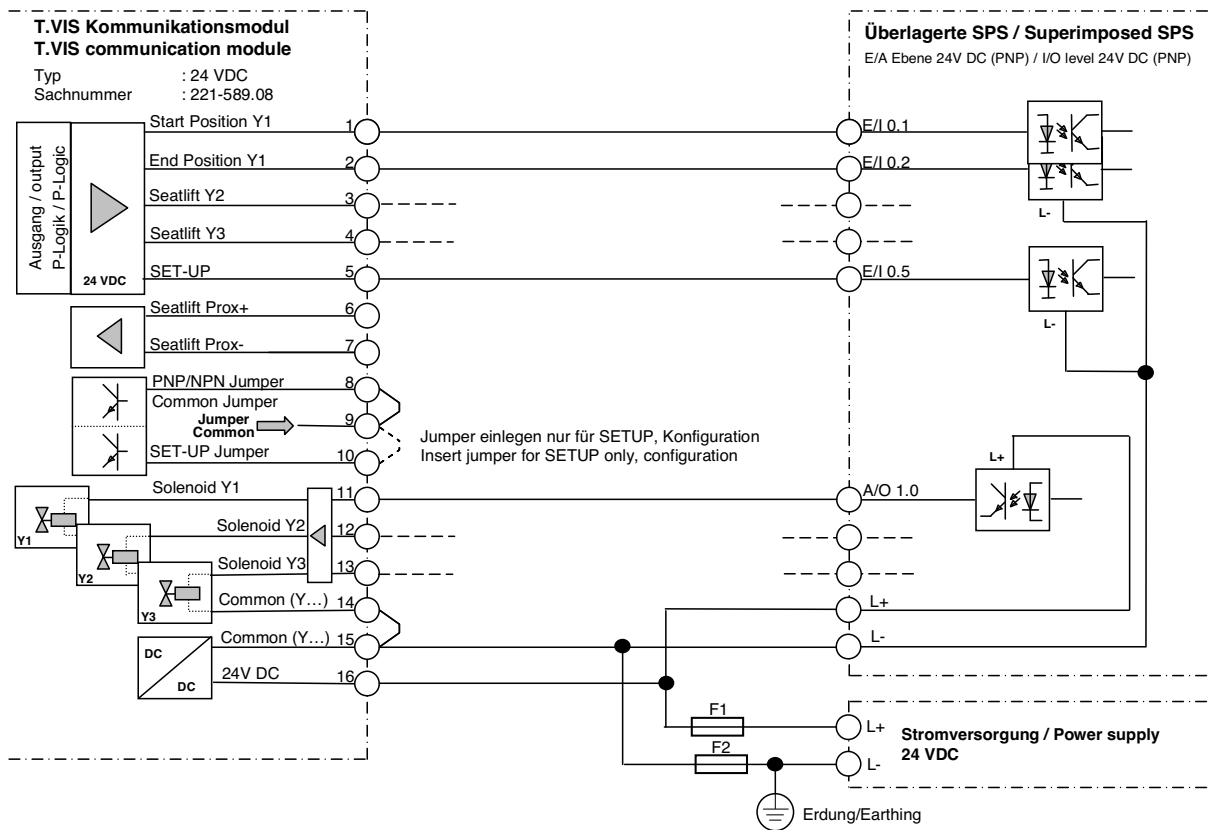 T.VIS Kommunikationsmodul
T.VIS communication module
Typ : 24 VDC
Sachnummer : 221-589.08
Überlagerte SPS / Superimposed SPS
E/A Ebene 24V DC (PNP) / I/O level 24V DC (PNP)
Ausgang / output
P-Logik / P-Logic
24 VDC
Start Position Y1 1 E/I 0.1
End Position Y1 2 E/I 0.2
Seatlift Y2 3
L-
Seatlift Y3 4
SET-UP 5 E/I 0.5
Seatlift Prox+ 6
L-
Seatlift Prox- 7
PNP/NPN Jumper 8
Common Jumper
Jumper
Common
9
Jumper einlegen nur für SETUP, Konfiguration
Insert jumper for SETUP only, configuration
SET-UP Jumper 10
L+
Solenoid Y1 11 A/O 1.0
Y1
Solenoid Y2 12
Y2
Solenoid Y3 13
Y3
Common (Y…) 14 L+
Common (Y…) 15 L-
DC
DC
24V DC 16
F1
L+
F2
L-
Stromversorgung / Power supply
24 VDC
Erdung/Earthing